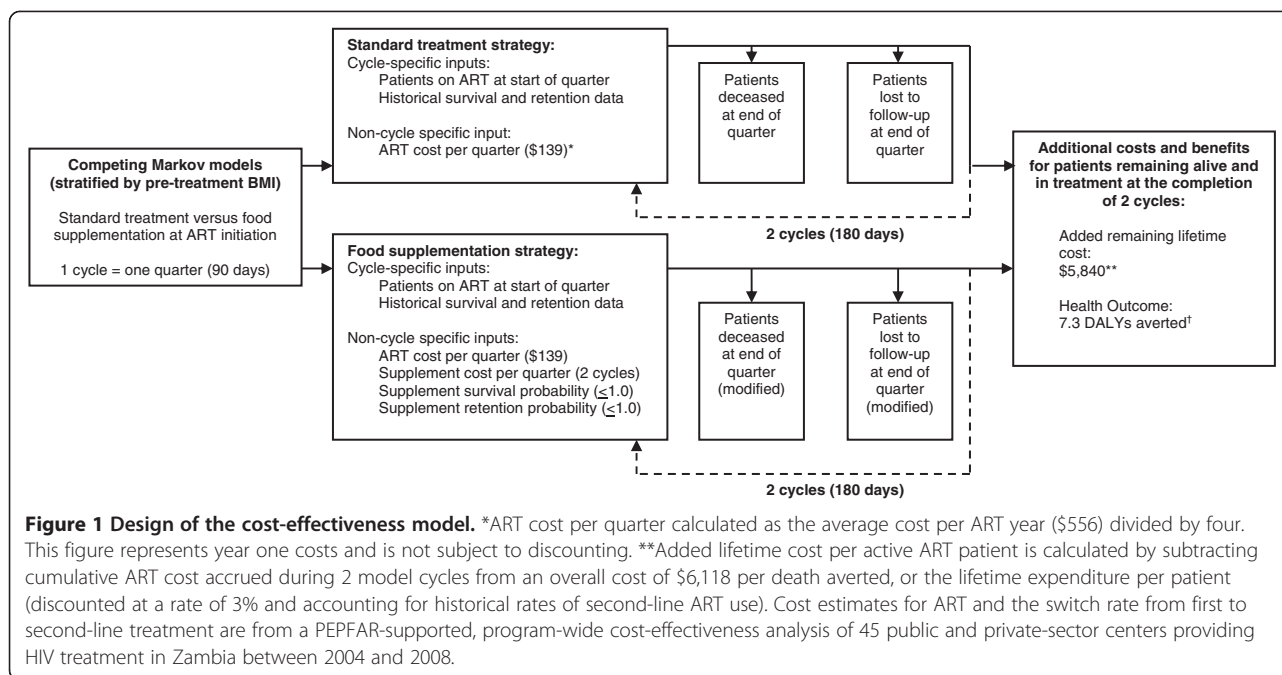 Competing Markov models
(stratified by pre-treatment BMI)
Standard treatment versus food
supplementation at ART initiation
1 cycle = one quarter (90 days)
Standard treatment strategy:
Cycle-specific inputs:
Patients on ART at start of quarter
Historical survival and retention data
Non-cycle specific input:
ART cost per quarter ($139)*
Patients
deceased
at end of
quarter
Patients
lost to
follow-up
at end of
quarter
2 cycles (180 days)
Food supplementation strategy:
Cycle-specific inputs:
Patients on ART at start of quarter
Historical survival and retention data
Non-cycle specific inputs:
ART cost per quarter ($139)
Supplement cost per quarter (2 cycles)
Supplement survival probability (≤1.0)
Supplement retention probability (≤1.0)
Patients
deceased
at end of
quarter
(modified)
Patients
lost to
follow-up
at end of
quarter
(modified)
2 cycles (180 days)
Additional costs and benefits
for patients remaining alive and
in treatment at the completion
of 2 cycles:
Added remaining lifetime
cost:
$5,840**
Health Outcome:
7.3 DALYs averted†
Figure 1 Design of the cost-effectiveness model. *ART cost per quarter calculated as the average cost per ART year ($556) divided by four.
This figure represents year one costs and is not subject to discounting. **Added lifetime cost per active ART patient is calculated by subtracting
cumulative ART cost accrued during 2 model cycles from an overall cost of $6,118 per death averted, or the lifetime expenditure per patient
(discounted at a rate of 3% and accounting for historical rates of second-line ART use). Cost estimates for ART and the switch rate from first to
second-line treatment are from a PEPFAR-supported, program-wide cost-effectiveness analysis of 45 public and private-sector centers providing
HIV treatment in Zambia between 2004 and 2008.